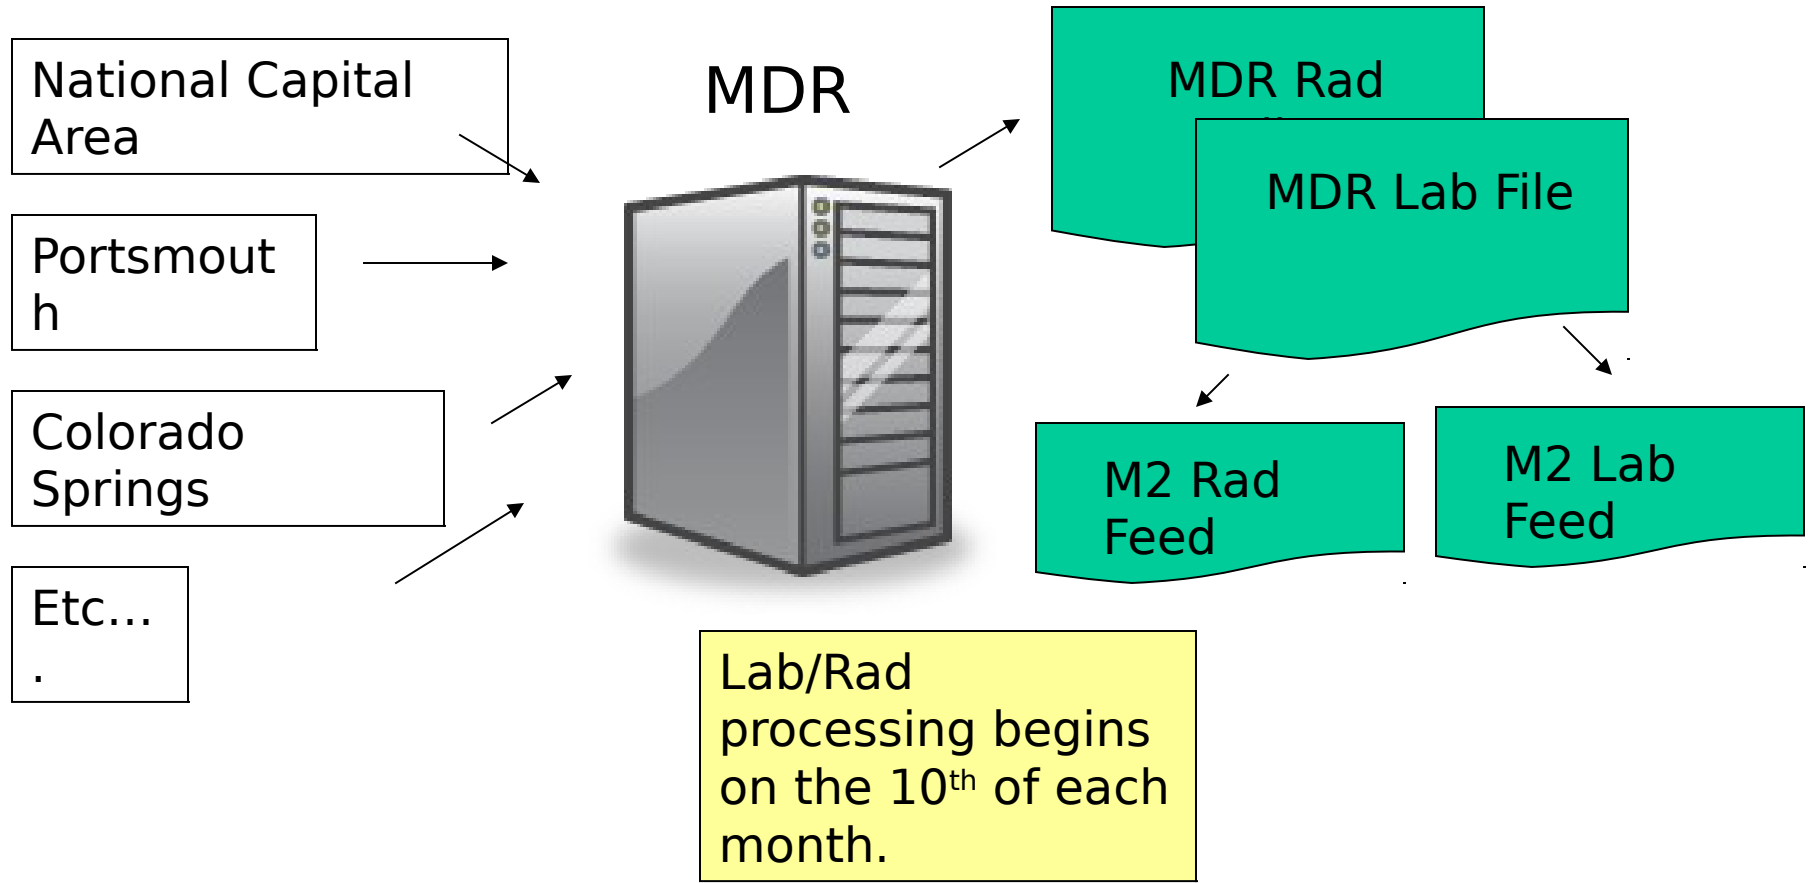 National Capital
Area
Portsmout
h
Colorado
Springs
Etc...
.
MDR
MDR Rad
MDR Lab File
M2 Rad
Feed
M2 Lab
Feed
Lab/Rad
processing begins
on the 10th of each
month.